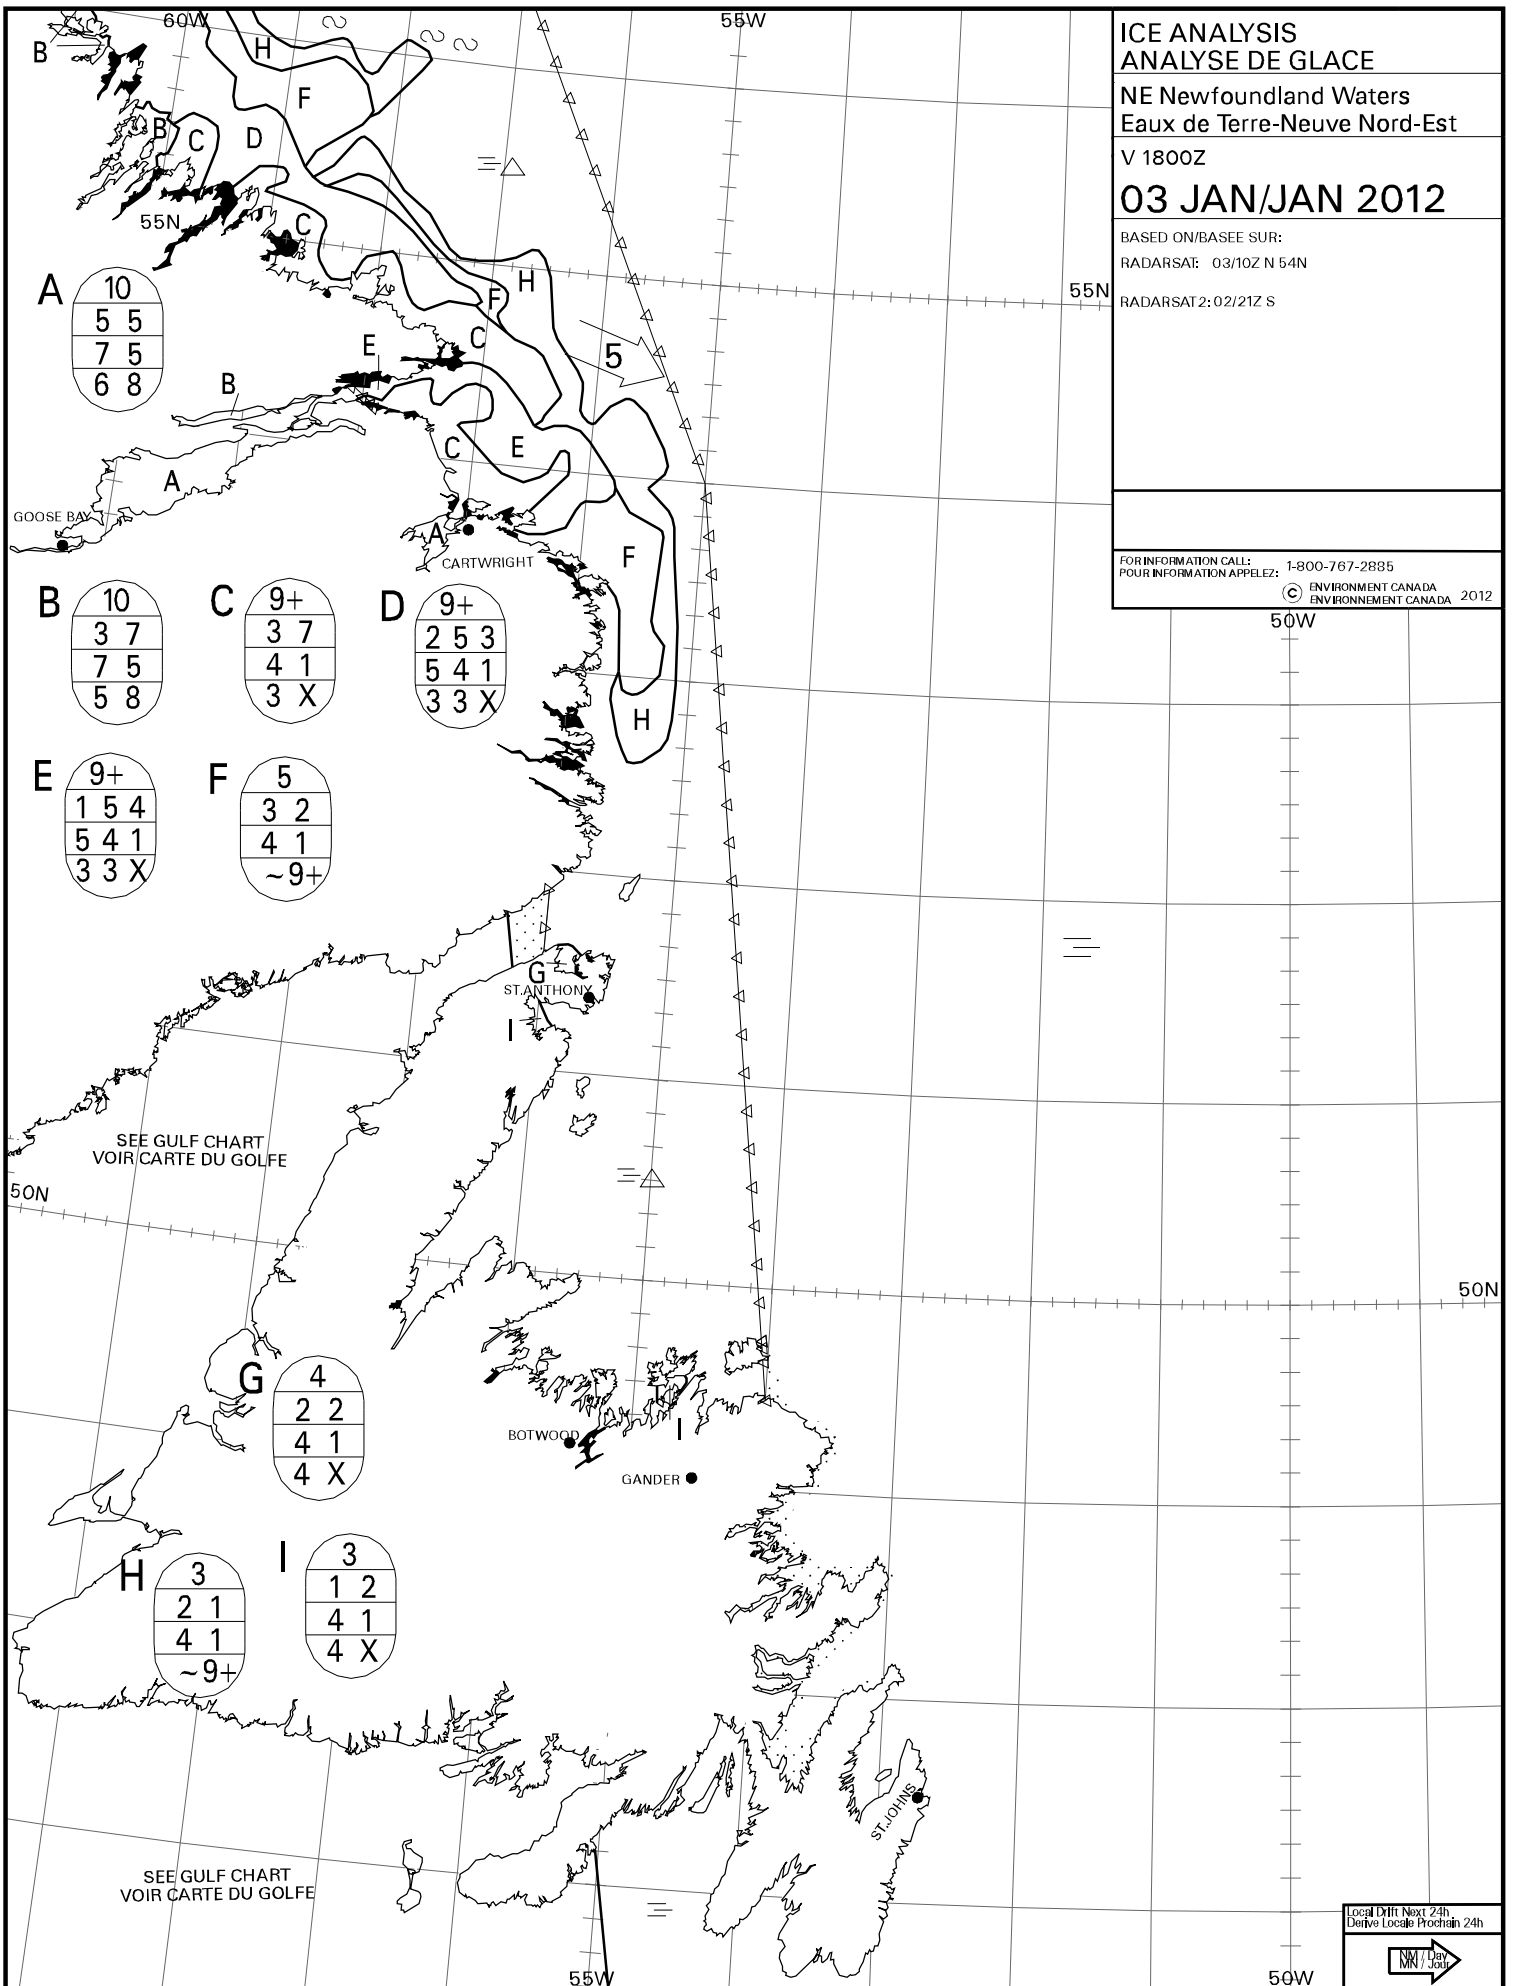 60W
55W
ICE ANALYSIS
ANALYSE DE GLACE
NE Newfoundland Waters
Eaux de Terre-Neuve Nord-Est
V 1800Z
03 JAN/JAN 2012
BASED ON/BASEE SUR:
RADARSAT: 03/10Z N 54N
RADARSAT2: 02/21Z S
FOR INFORMATION CALL:
POUR INFORMATION APPELEZ: 1-800-767-2885
© ENVIRONMENT CANADA
ENVIRONNEMENT CANADA 2012
B
H
F
B
C
D
55N
C
H
F
55N
C
5
E
B
C
E
A
GOOSE BAY
A
CARTWRIGHT
F
H
50W
A
10
5 5
7 5
6 8
B
10
3 7
7 5
5 8
C
9+
3 7
4 1
3 X
D
9+
2 5 3
5 4 1
3 3 X
E
9+
1 5 4
5 4 1
3 3 X
F
5
3 2
4 1
~9+
G
ST.ANTHONY
I
SEE GULF CHART
VOIR CARTE DU GOLFE
50N
50N
G
4
2 2
4 1
4 X
BOTWOOD
I
GANDER
H
3
2 1
4 1
~9+
I
3
1 2
4 1
4 X
ST.JOHNS
SEE GULF CHART
VOIR CARTE DU GOLFE
55W
50W
Local Drift Next 24h
Derive Locale Prochain 24h
NM / Day
MN / Jour